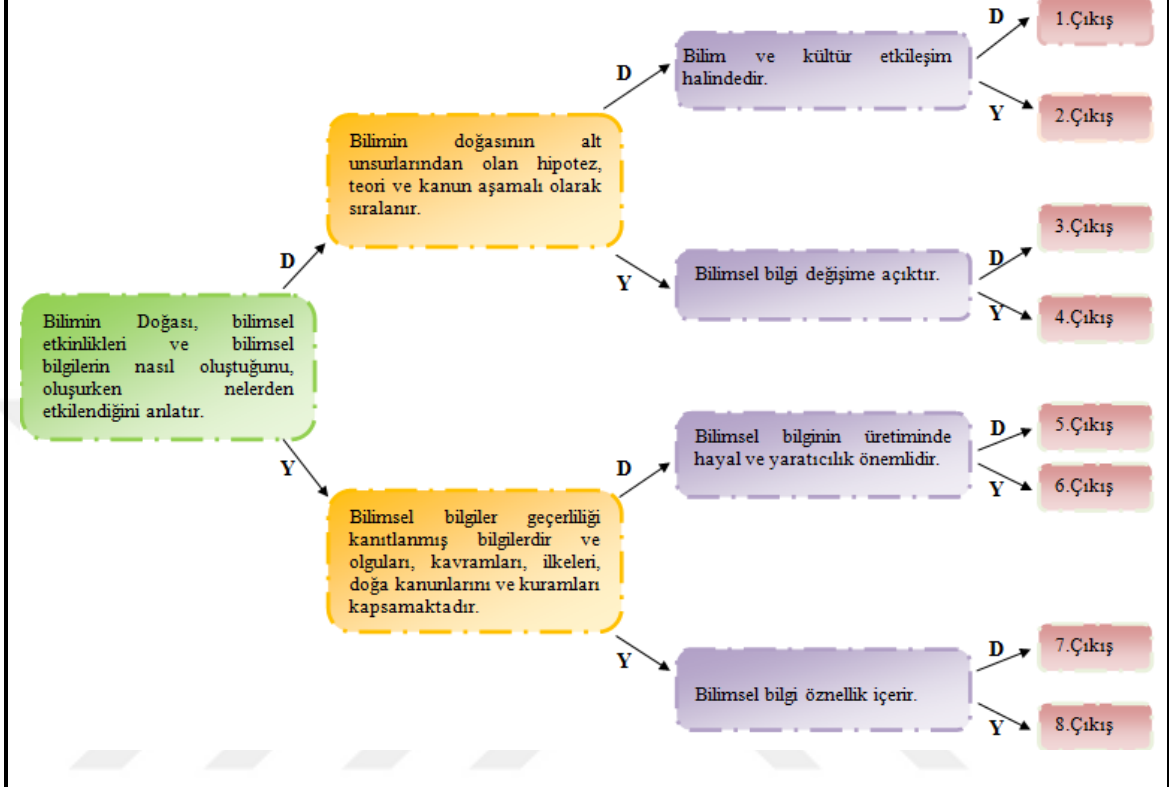 Bilimin Doğası, bilimsel
etkinlikleri ve bilimsel
bilgilerin nasıl oluştuğunu,
oluşurken nelerden
etkilendiğini anlatır.
D
Y
Bilimin doğasının alt
unsurlarından olan hipotez,
teori ve kanun aşamalı olarak
sıralanır.
D
Y
Bilimsel bilgiler geçerliliği
kanıtlanmış bilgilerdir ve
olguları, kavramları, ilkeleri,
doğa kanunlarını ve kuramları
kapsamaktadır.
D
Y
Bilim ve kültür etkileşim
halindedir.
D
Y
Bilimsel bilgi değişime açıktır.
D
Y
Bilimsel bilginin üretiminde
hayal ve yaratıcılık önemlidir.
D
Y
Bilimsel bilgi öznellik içerir.
D
Y
1.Çıkış
2.Çıkış
3.Çıkış
4.Çıkış
5.Çıkış
6.Çıkış
7.Çıkış
8.Çıkış